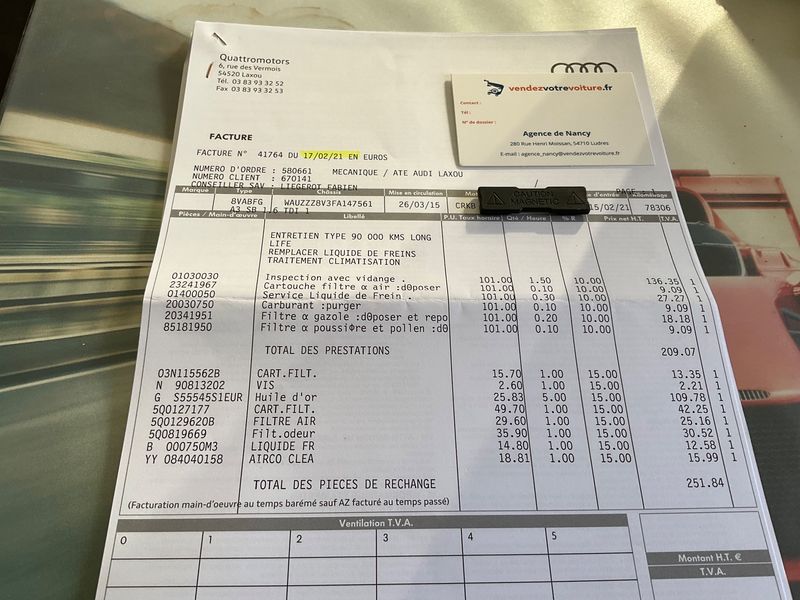 Quattromotors
6, rue des Vermois
54520 Laxou
Tél. 03 83 93 32 52
Fax 03 83 93 32 53
vendezvotrevoiture.fr
Contact :
Tél :
N° de dossier :
Agence de Nancy
280 Rue Henri Moissan, 54710 Ludres
E-mail : agence_nancy@vendezvotrevoiture.fr
FACTURE
FACTURE N° 41764 DU 17/02/21 EN EUROS
NUMERO D'ORDRE : 580661 MECANIQUE / ATE AUDI LAXOU
NUMERO CLIENT : 670141
CONSEILLER SAV : LIEGEROT FABIEN
PAGE : 1
CAUTION MAGNETIC
Marque Type Châssis Mise en circulation d'entrée Kilométrage
8VABFG WAUZZZ8V3FA147561 26/03/15 CRKB 15/02/21 78306
A3 SB 1,6 TDI 1
Pièces / Main-d'œuvre Libellé P.U. Taux horaire Qté / Heure % R Prix net H.T. T.V.A.
ENTRETIEN TYPE 90 000 KMS LONG
LIFE
REMPLACER LIQUIDE DE FREINS
TRAITEMENT CLIMATISATION
01030030 Inspection avec vidange . 101.00 1.50 10.00 136.35 1
23241967 Cartouche filtre α air :dθposer 101.00 0.10 10.00 9.09 1
01400050 Service Liquide de Frein . 101.00 0.30 10.00 27.27 1
20030750 Carburant :purger 101.00 0.10 10.00 9.09 1
20341951 Filtre α gazole :dθposer et repo 101.00 0.20 10.00 18.18 1
85181950 Filtre α poussiΦre et pollen :dθ 101.00 0.10 10.00 9.09 1
TOTAL DES PRESTATIONS 209.07
03N115562B CART.FILT. 15.70 1.00 15.00 13.35 1
N 90813202 VIS 2.60 1.00 15.00 2.21 1
G S55545S1EUR Huile d'or 25.83 5.00 15.00 109.78 1
5Q0127177 CART.FILT. 49.70 1.00 15.00 42.25 1
5Q0129620B FILTRE AIR 29.60 1.00 15.00 25.16 1
5Q0819669 Filt.odeur 35.90 1.00 15.00 30.52 1
B 000750M3 LIQUIDE FR 14.80 1.00 15.00 12.58 1
YY 084040158 AIRCO CLEA 18.81 1.00 15.00 15.99 1
TOTAL DES PIECES DE RECHANGE 251.84
(Facturation main-d'oeuvre au temps barémé sauf AZ facturé au temps passé)
Ventilation T.V.A.
0 1 2 3 4 5
Montant H.T. €
T.V.A.